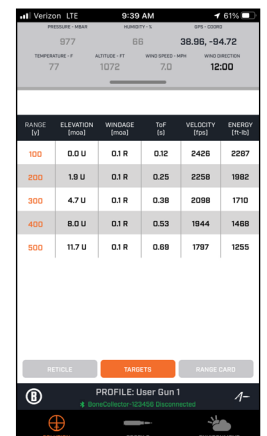 Verizon LTE 9:39 AM 61%
PRESSURE - MBAR HUMIDITY - % GPS - COORD
977 66 38.96, -94.72
TEMPERATURE - F ALTITUDE - FT WIND SPEED - MPH WIND DIRECTION
77 1072 7.0 12:00
RANGE ELEVATION WINDAGE ToF VELOCITY ENERGY
(y) (moa) (moa) (s) (fps) (ft-lb)
100 0.0 U 0.1 R 0.12 2426 2287
200 1.9 U 0.1 R 0.25 2258 1982
300 4.7 U 0.1 R 0.38 2098 1710
400 8.0 U 0.1 R 0.53 1944 1468
500 11.7 U 0.1 R 0.69 1797 1255
RETICLE TARGETS RANGE CARD
PROFILE: User Gun 1
BoneCollector-123456 Disconnected